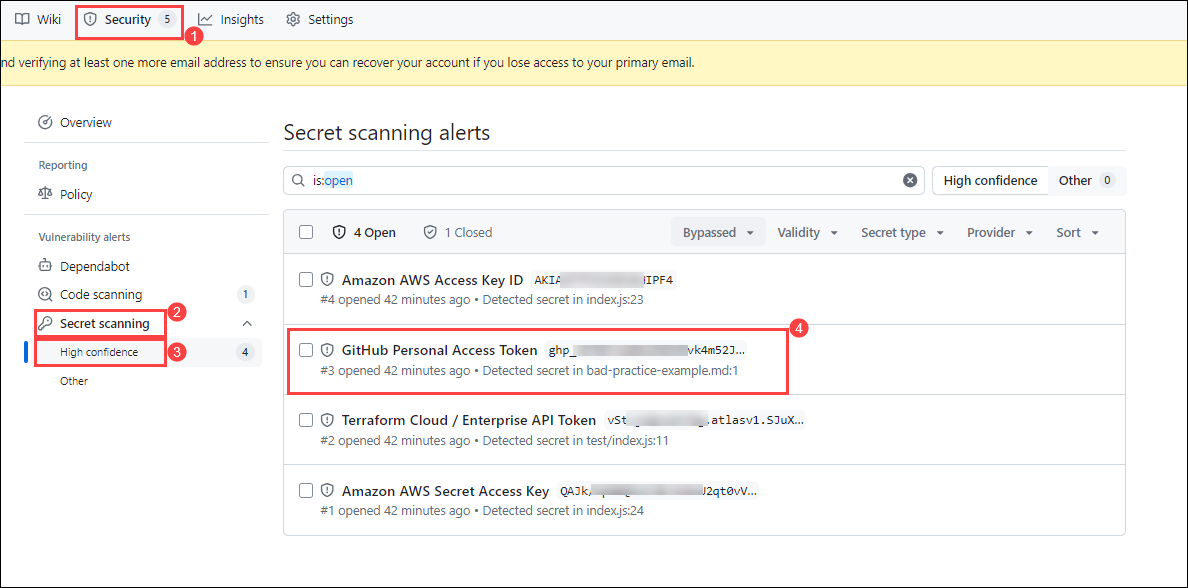 Wiki Security 5 Insights Settings
1
nd verifying at least one more email address to ensure you can recover your account if you lose access to your primary email.
Overview
Reporting
Policy
Vulnerability alerts
Dependabot
Code scanning 1
Secret scanning
2
High confidence 4
3
Other
Secret scanning alerts
is:open
High confidence Other 0
4 Open 1 Closed Bypassed Validity Secret type Provider Sort
Amazon AWS Access Key ID AKIA IPF4
#4 opened 42 minutes ago • Detected secret in index.js:23
4
GitHub Personal Access Token ghp_ vk4m52J...
#3 opened 42 minutes ago • Detected secret in bad-practice-example.md:1
Terraform Cloud / Enterprise API Token vSt .atlasv1.SJuX...
#2 opened 42 minutes ago • Detected secret in test/index.js:11
Amazon AWS Secret Access Key QAJk/ J2qt0vV...
#1 opened 42 minutes ago • Detected secret in index.js:24